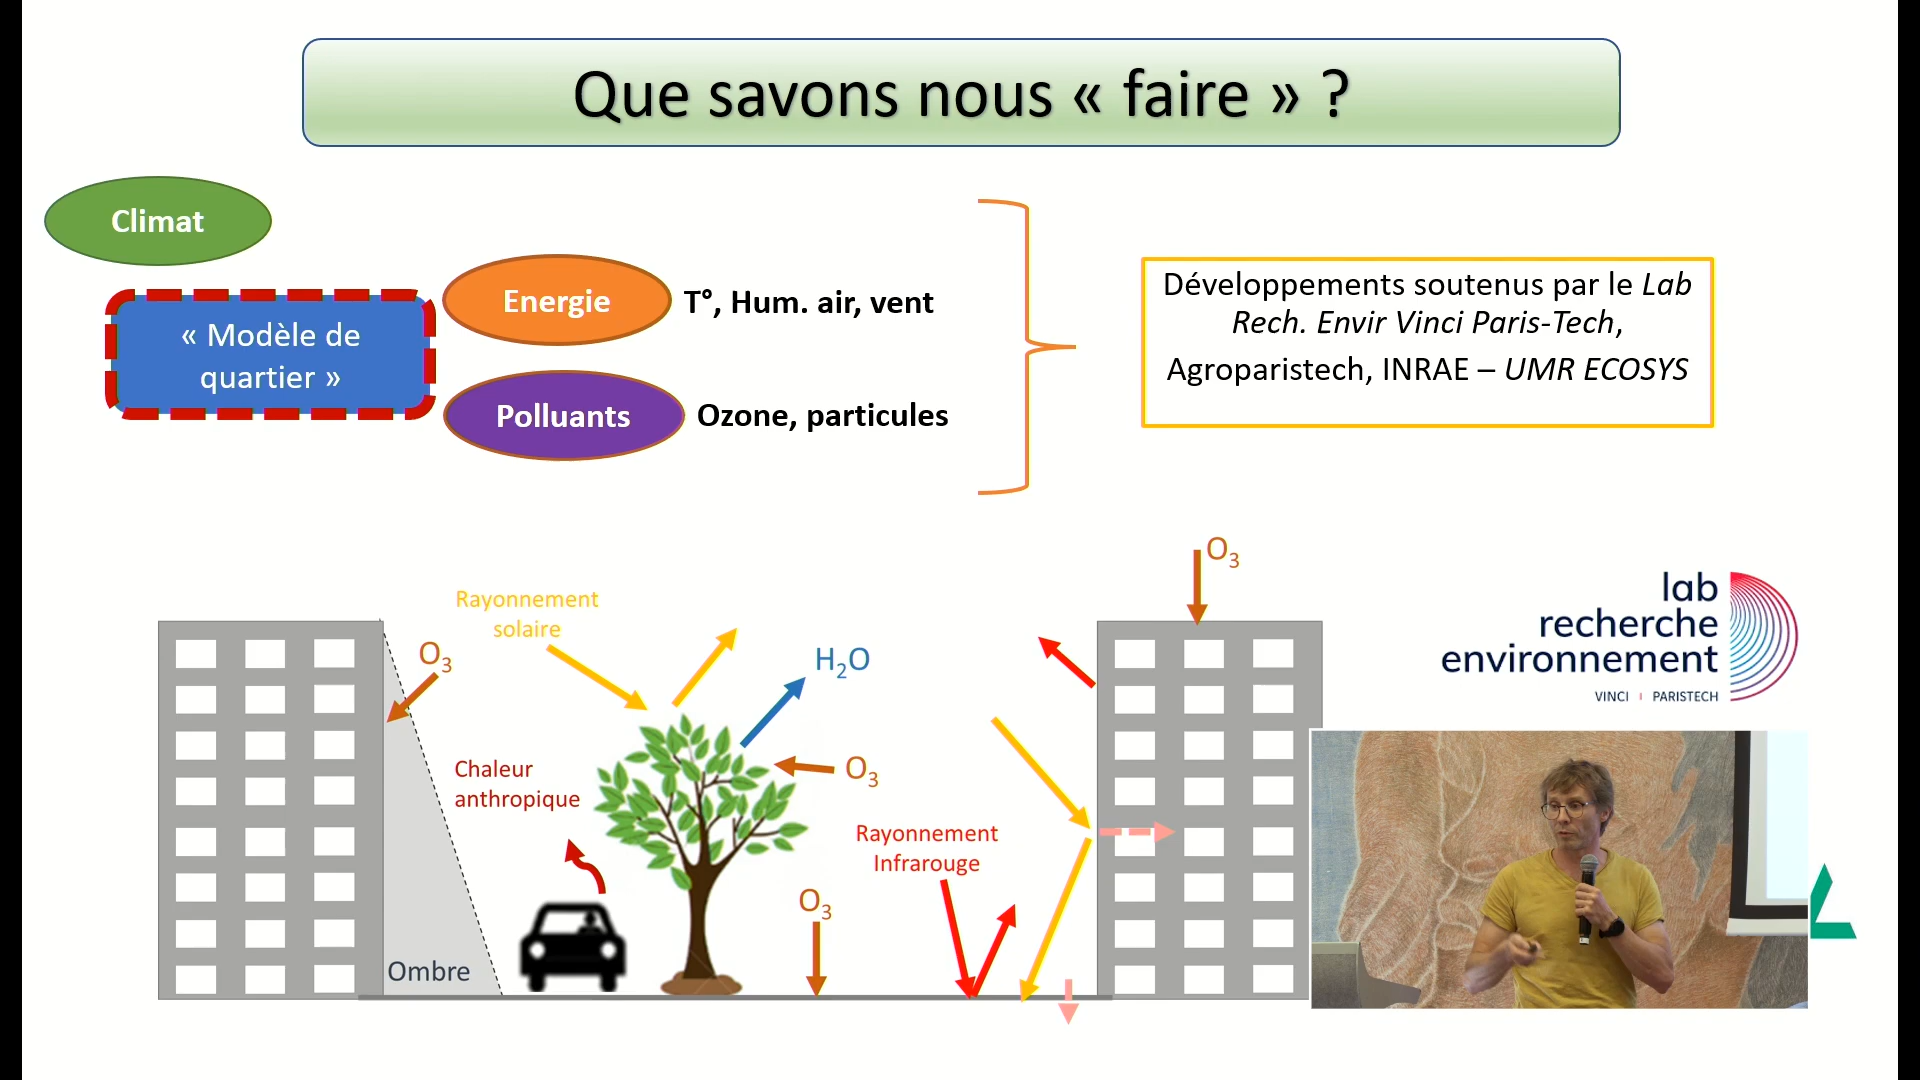 Que savons nous « faire » ?
Climat
« Modèle de
quartier »
Energie
T°, Hum. air, vent
Polluants
Ozone, particules
Développements soutenus par le Lab
Rech. Envir Vinci Paris-Tech,
Agroparistech, INRAE – UMR ECOSYS
O₃
Rayonnement
solaire
O₃
H₂O
Chaleur
anthropique
O₃
Rayonnement
Infrarouge
O₃
Ombre
lab
recherche
environnement
VINCI | PARISTECH